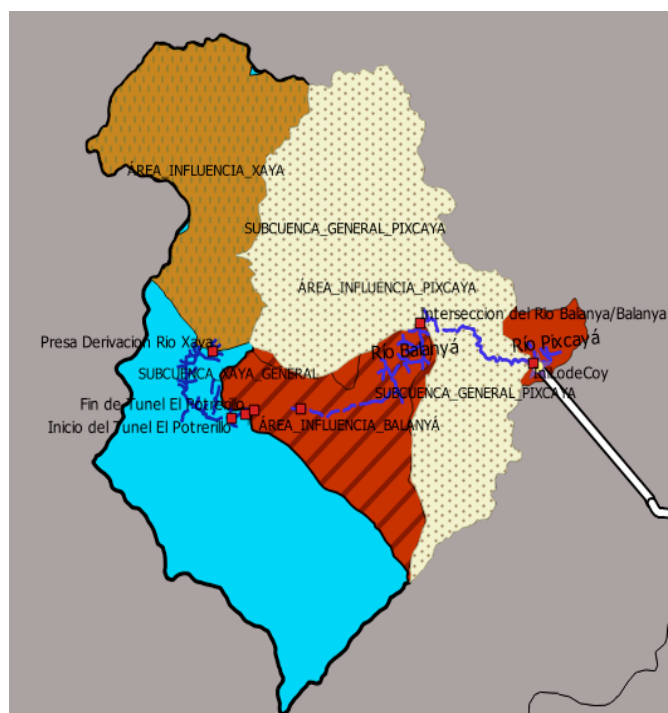 ÁREA_INFLUENCIA_XAYA
SUBCUENCA_GENERAL_PIXCAYA
ÁREA_INFLUENCIA_PIXCAYA
Interseccion del Rio Balanya/Balanya
Presa Derivacion Rio Xaya
Río Balanyá
Río Pixcayá
SUBCUENCA_XAYA_GENERAL
LodeCoy
SUBCUENCA_GENERAL_PIXCAYA
Fin de Tunel El Potrerillo
ÁREA_INFLUENCIA_BALANYÁ
Inicio del Tunel El Potrerillo